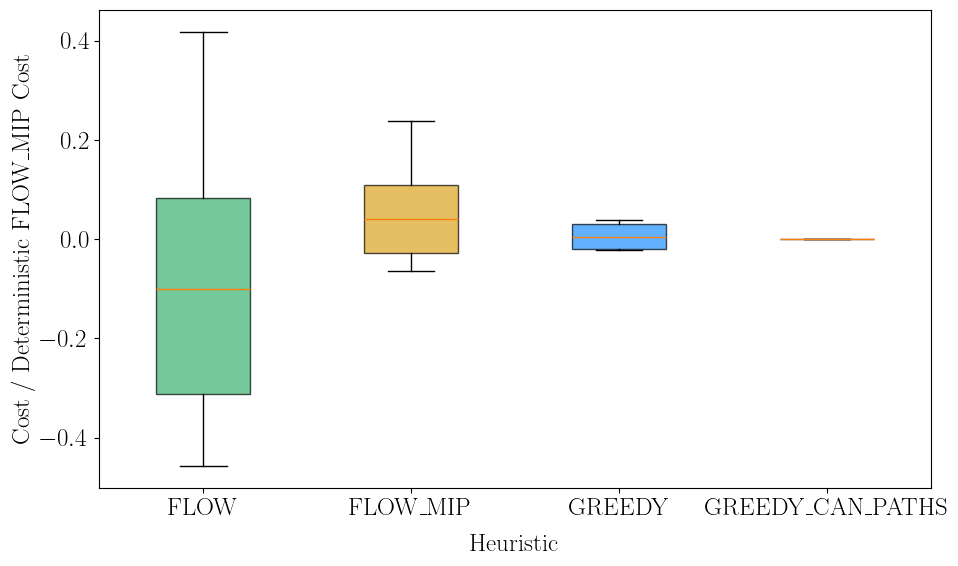 Cost / Deterministic FLOW_MIP Cost
0.4
0.2
0.0
−0.2
−0.4
FLOW FLOW_MIP GREEDY GREEDY_CAN_PATHS
Heuristic